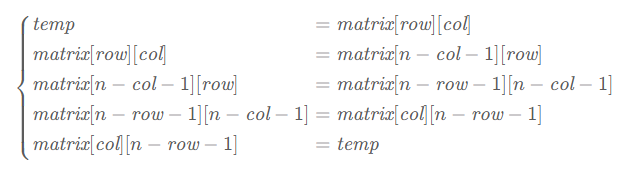 temp = matrix[row][col]
matrix[row][col] = matrix[n − col − 1][row]
matrix[n − col − 1][row] = matrix[n − row − 1][n − col − 1]
matrix[n − row − 1][n − col − 1] = matrix[col][n − row − 1]
matrix[col][n − row − 1] = temp